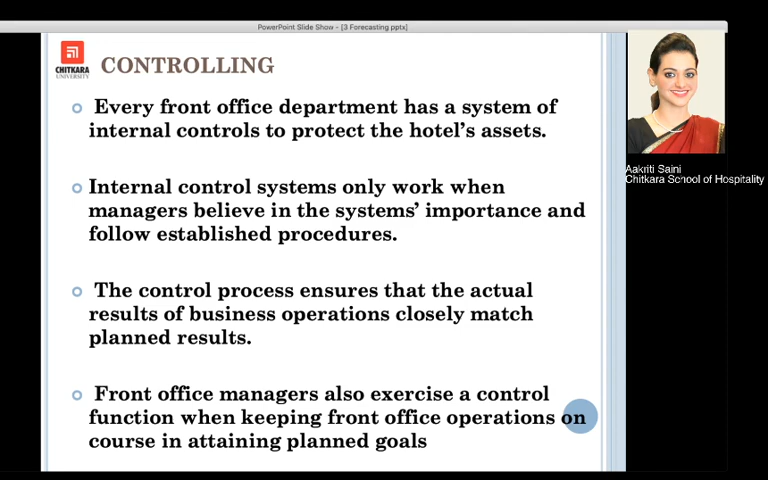 PowerPoint Slide Show - [3 Forecasting pptx]
CHITKARA
UNIVERSITY
CONTROLLING
Every front office department has a system of
internal controls to protect the hotel's assets.
Internal control systems only work when
managers believe in the systems' importance and
follow established procedures.
The control process ensures that the actual
results of business operations closely match
planned results.
Front office managers also exercise a control
function when keeping front office operations on
course in attaining planned goals
Aakriti Saini
Chitkara School of Hospitality